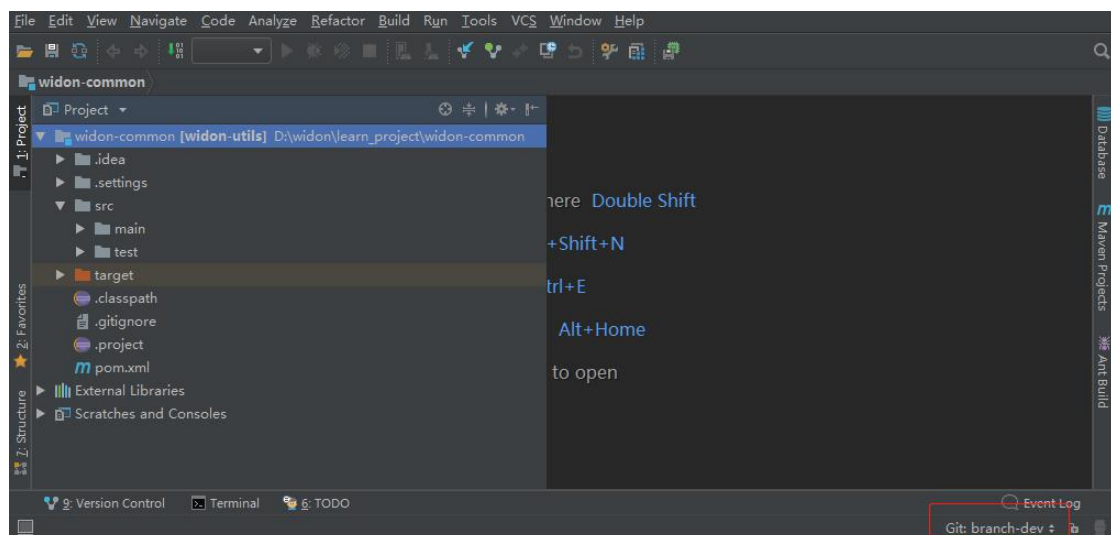 File Edit View Navigate Code Analyze Refactor Build Run Tools VCS Window Help
widon-common
1: Project
Project
widon-common [widon-utils] D:\widon\learn_project\widon-common
.idea
.settings
src
main
test
target
.classpath
.gitignore
.project
pom.xml
External Libraries
Scratches and Consoles
2: Favorites
7: Structure
here Double Shift
+Shift+N
trl+E
Alt+Home
to open
Database
Maven Projects
Ant Build
9: Version Control Terminal 6: TODO Event Log
Git: branch-dev